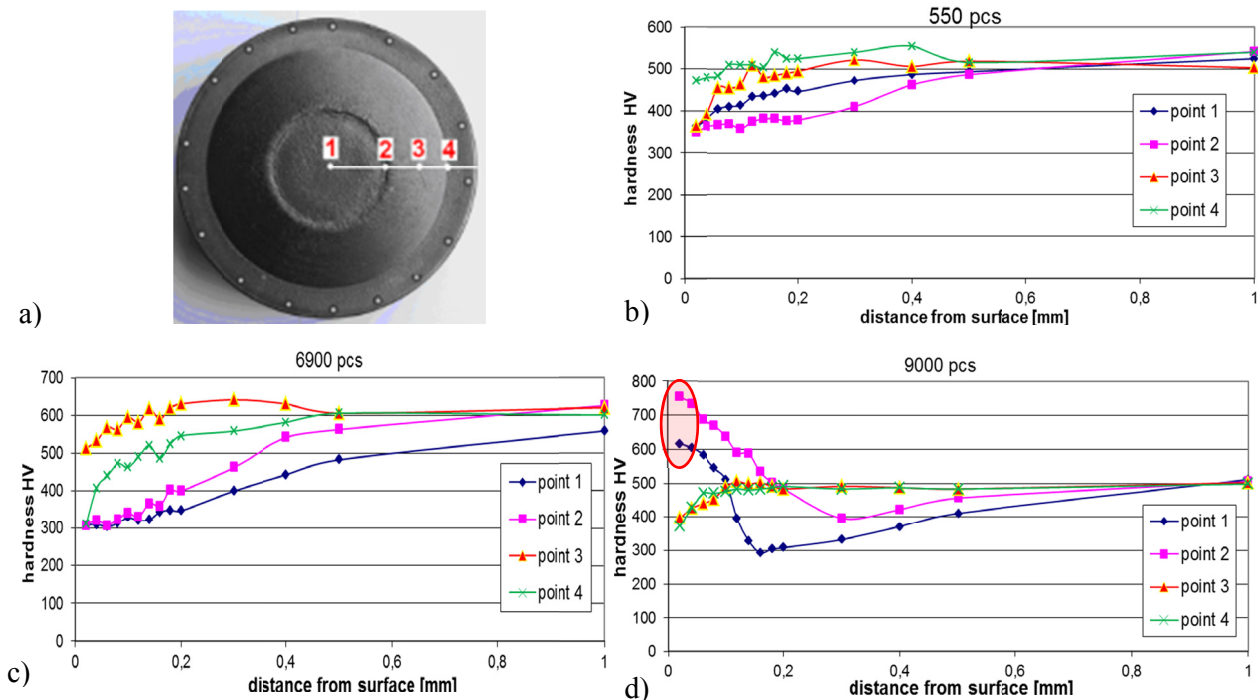 1 2 3 4
a)
550 pcs
hardness HV
600
500
400
300
200
100
0
0 0,2 0,4 0,6 0,8 1
distance from surface [mm]
point 1
point 2
point 3
point 4
b)
6900 pcs
hardness HV
700
600
500
400
300
200
100
0
0 0,2 0,4 0,6 0,8 1
distance from surface [mm]
point 1
point 2
point 3
point 4
c)
9000 pcs
hardness HV
800
700
600
500
400
300
200
100
0
0 0,2 0,4 0,6 0,8 1
distance from surface [mm]
point 1
point 2
point 3
point 4
d)